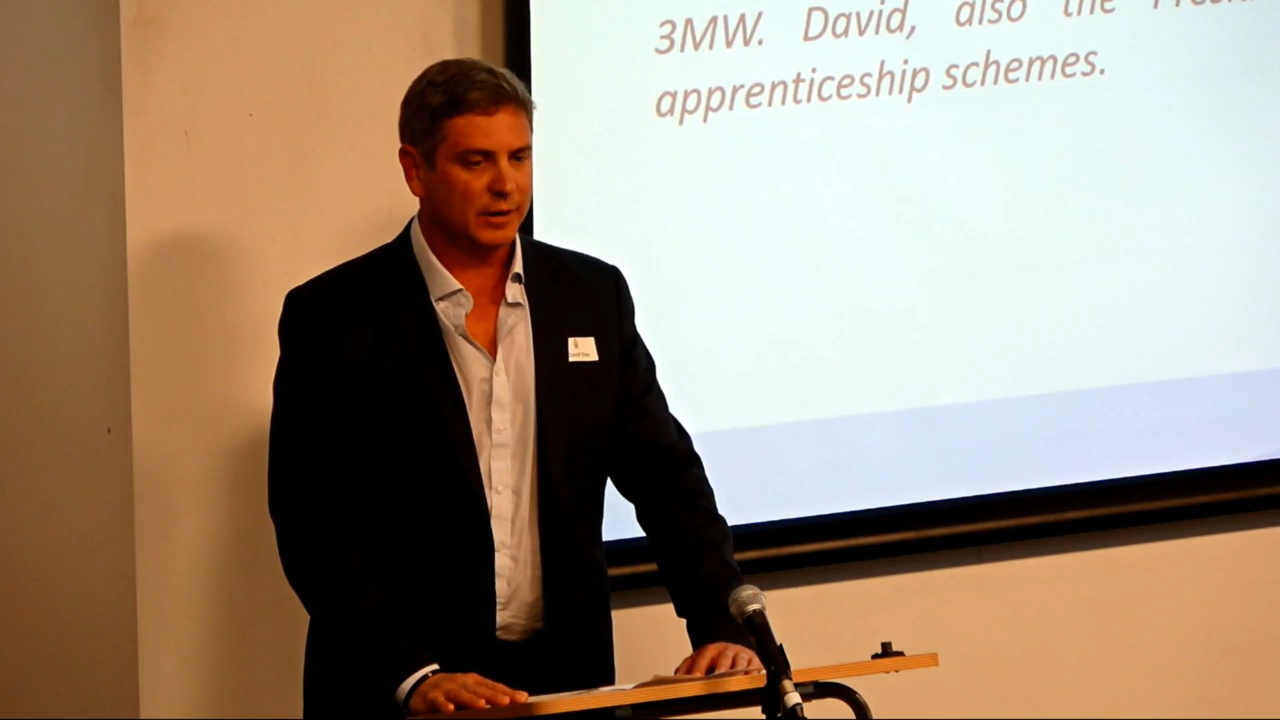 3MW. David, also the
apprenticeship schemes.